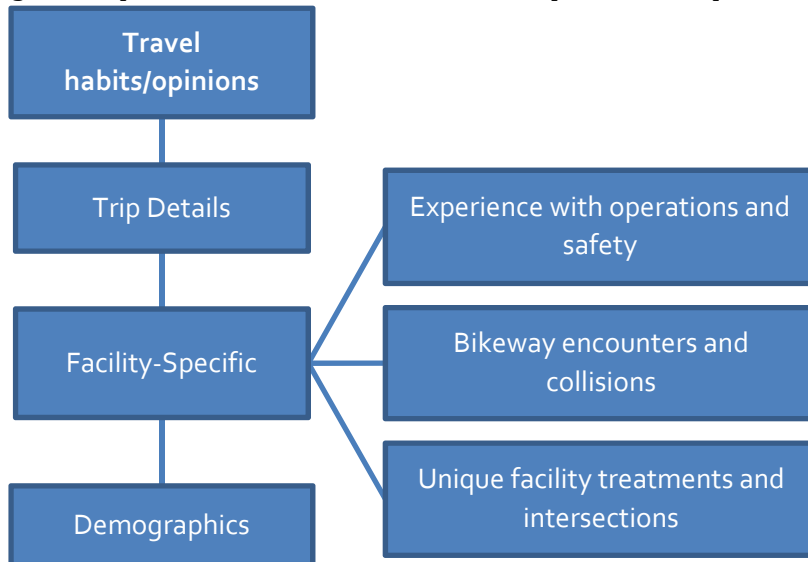 Travel
habits/opinions
Trip Details
Facility-Specific
Demographics
Experience with operations and
safety
Bikeway encounters and
collisions
Unique facility treatments and
intersections